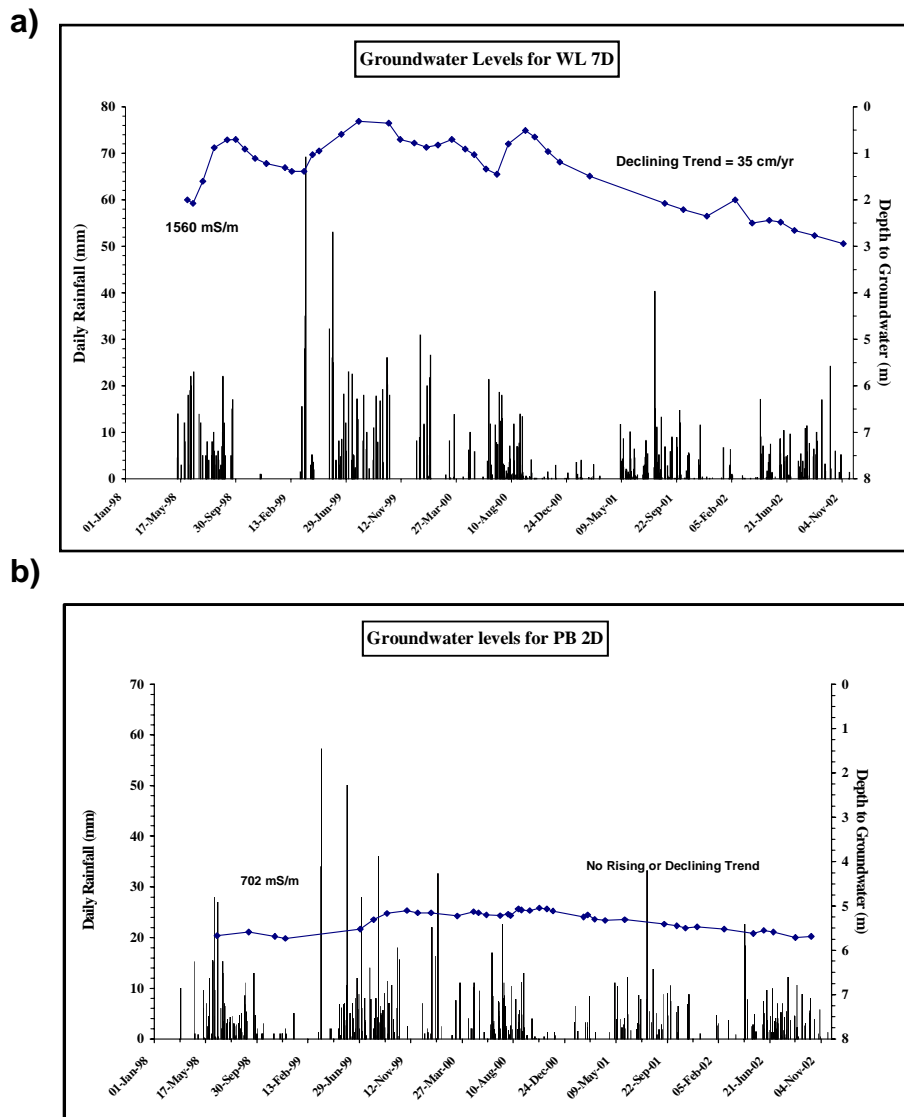 a)
Groundwater Levels for WL 7D
80
70
60
50
40
30
20
10
0
Daily Rainfall (mm)
0
1
2
3
4
5
6
7
8
Depth to Groundwater (m)
Declining Trend = 35 cm/yr
1560 mS/m
01-Jan-98
17-May-98
30-Sep-98
13-Feb-99
29-Jun-99
12-Nov-99
27-Mar-00
10-Aug-00
24-Dec-00
09-May-01
22-Sep-01
05-Feb-02
21-Jun-02
04-Nov-02
b)
Groundwater levels for PB 2D
70
60
50
40
30
20
10
0
Daily Rainfall (mm)
0
1
2
3
4
5
6
7
8
Depth to Groundwater (m)
702 mS/m
No Rising or Declining Trend
01-Jan-98
17-May-98
30-Sep-98
13-Feb-99
29-Jun-99
12-Nov-99
27-Mar-00
10-Aug-00
24-Dec-00
09-May-01
22-Sep-01
05-Feb-02
21-Jun-02
04-Nov-02